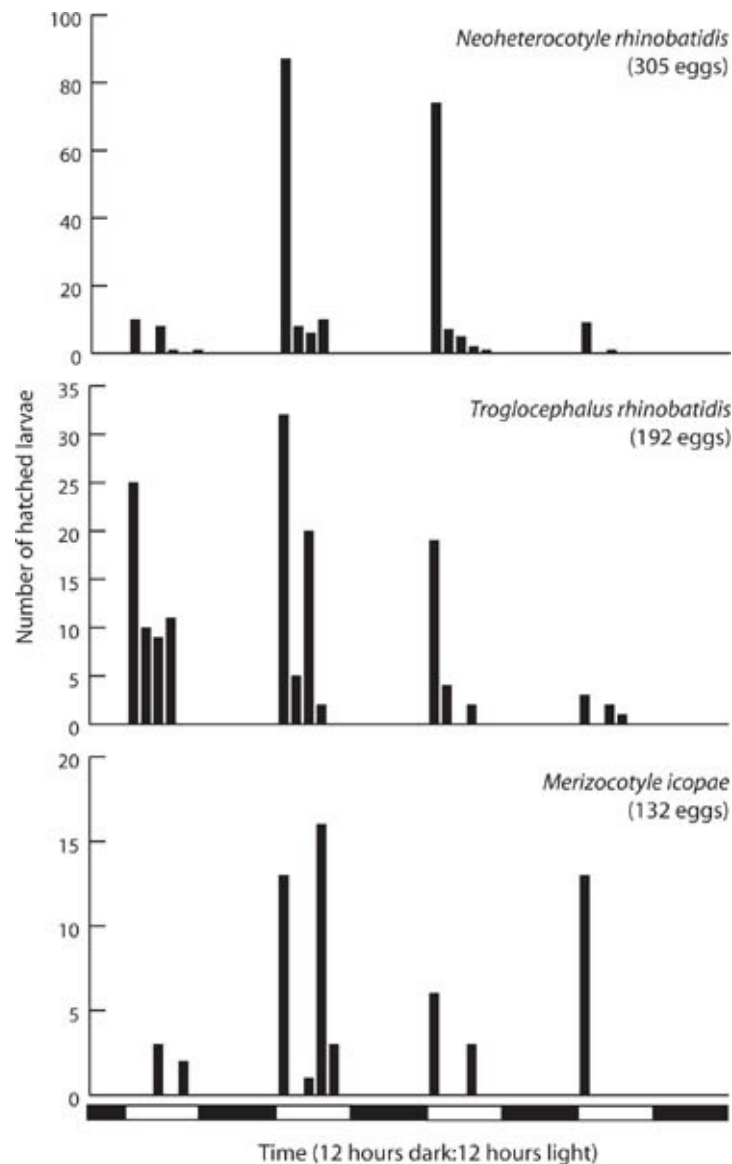 Neoheterocotyle rhinobatidis
(305 eggs)
100
80
60
40
20
0
Troglocephalus rhinobatidis
(192 eggs)
35
30
25
20
15
10
5
0
Number of hatched larvae
Merizocotyle icopae
(132 eggs)
20
15
10
5
0
Time (12 hours dark:12 hours light)